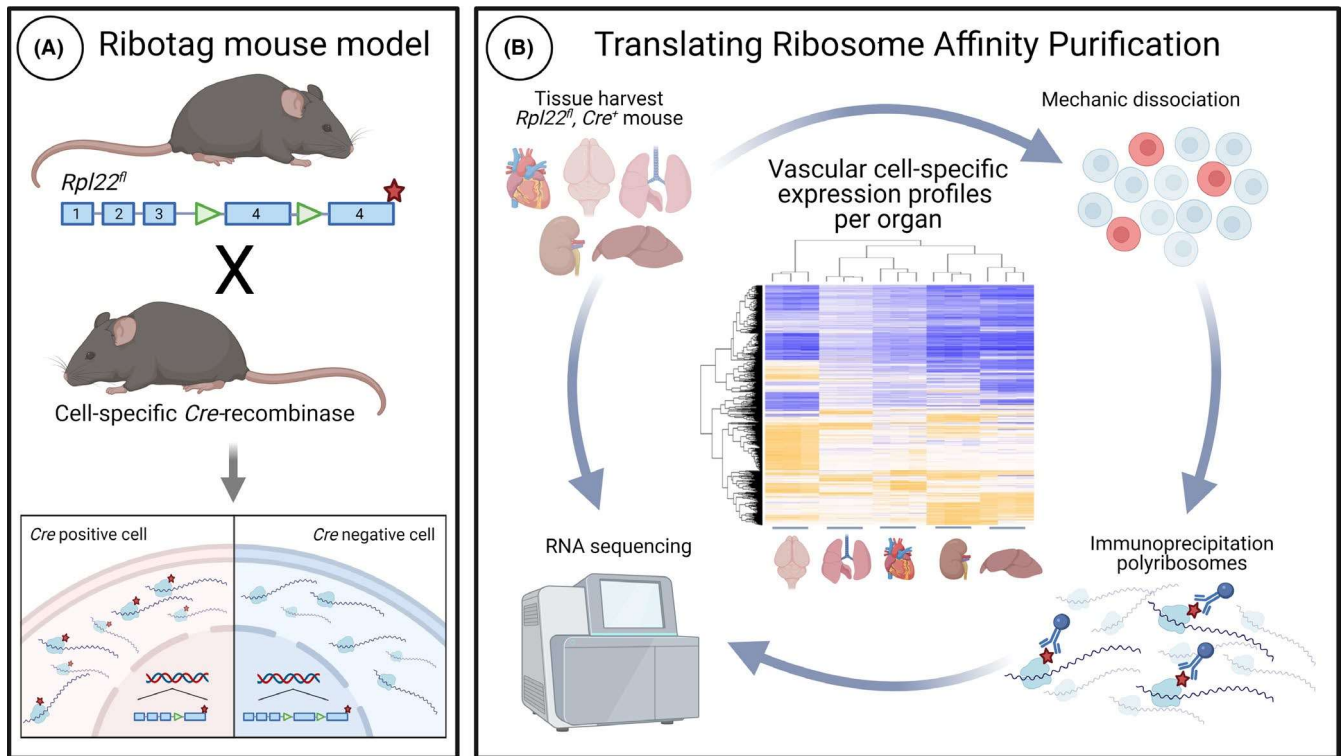 (A) Ribotag mouse model
Rpl22fl
1 2 3 4 4
X
Cell-specific Cre-recombinase
Cre positive cell
Cre negative cell
(B) Translating Ribosome Affinity Purification
Tissue harvest
Rpl22fl, Cre+ mouse
Mechanic dissociation
Vascular cell-specific
expression profiles
per organ
RNA sequencing
Immunoprecipitation
polyribosomes